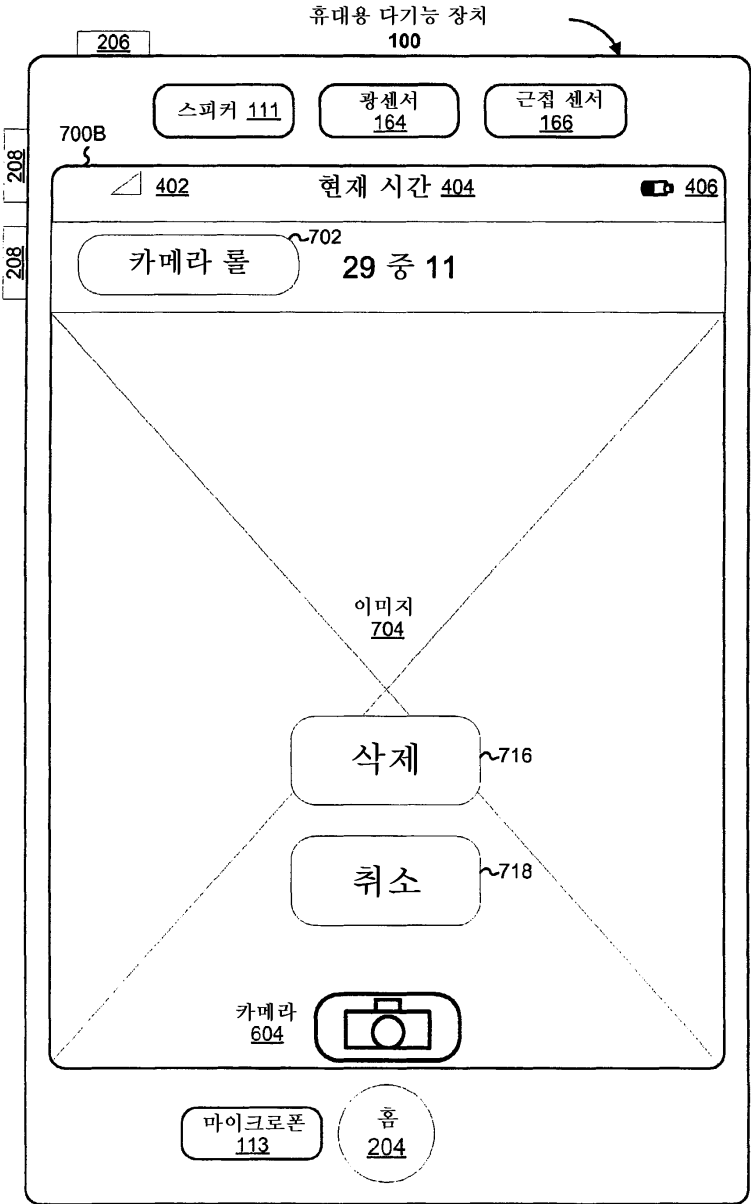 휴대용 다기능 장치
100
206
스피커 111
광센서
164
근접 센서
166
700B
208
402
현재 시간 404
406
카메라 롤
702
29 중 11
208
이미지
704
삭제
716
취소
718
카메라
604
마이크로폰
113
홈
204